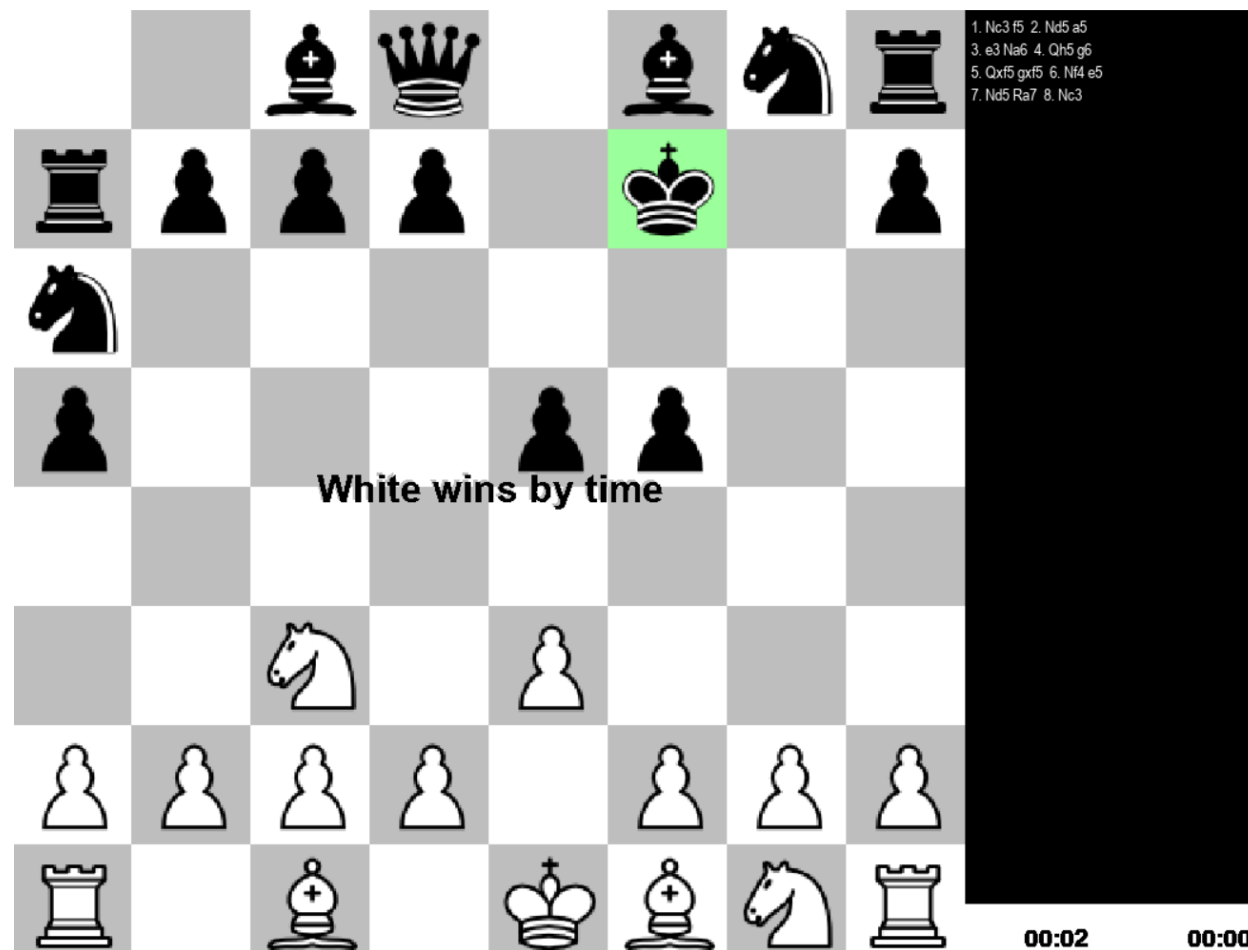 1. Nc3 f5 2. Nd5 a5
3. e3 Na6 4. Qh5 g6
5. Qxf5 gxf5 6. Nf4 e5
7. Nd5 Ra7 8. Nc3
White wins by time
00:02 00:00